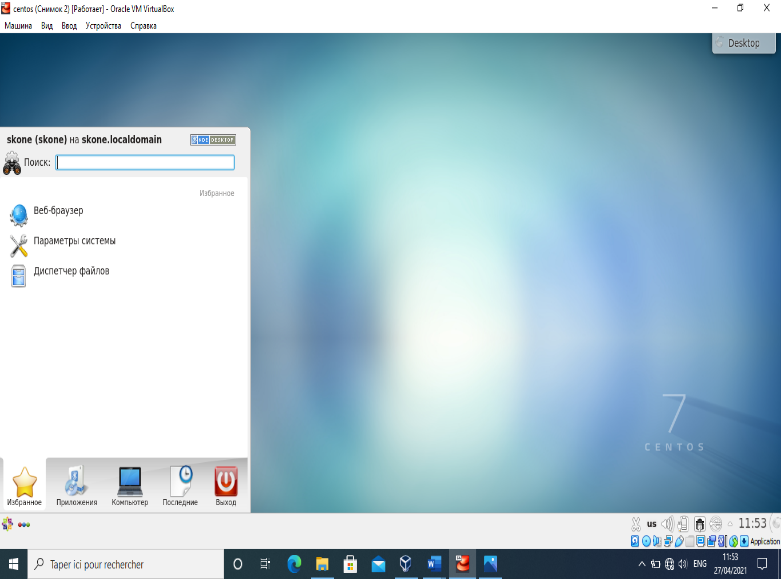 centos (Снимок 2) [Работает] - Oracle VM VirtualBox
Машина Вид Ввод Устройства Справка
Desktop
skone (skone) на skone.localdomain
KDE DESKTOP
Поиск:
Избранное
Веб-браузер
Параметры системы
Диспетчер файлов
7
CENTOS
Избранное Приложения Компьютер Последние Выход
us 11:53
Application
Taper ici pour rechercher
ENG
11:53
27/04/2021